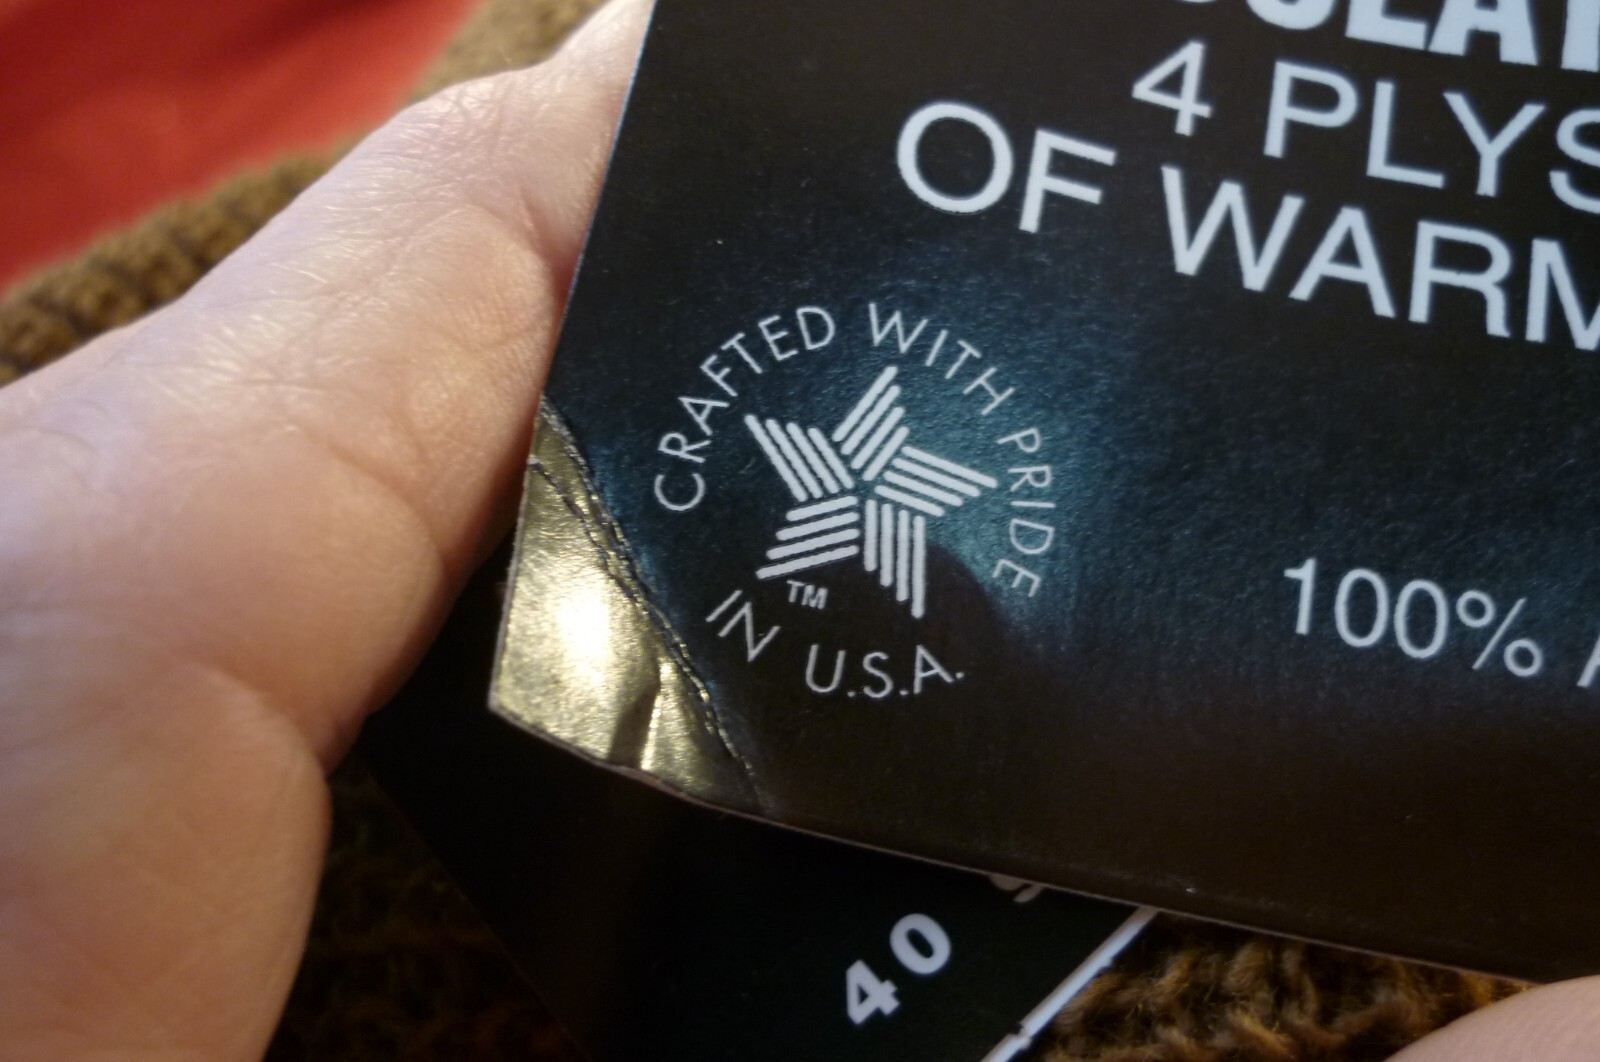 4 PLYS
OF WARM
CRAFTED WITH PRIDE
TM
IN U.S.A.
100%
40